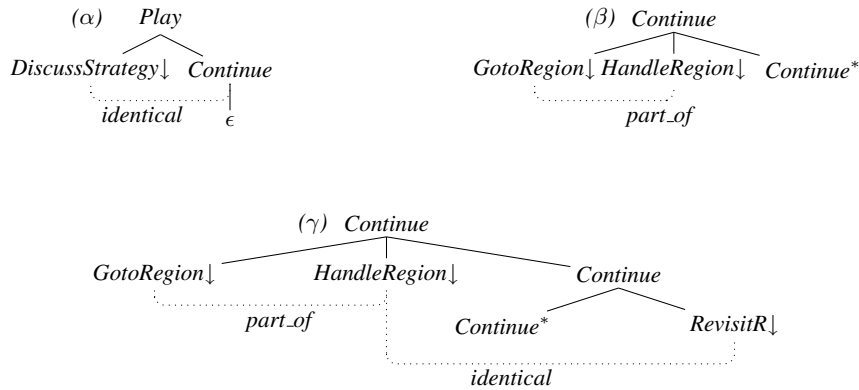 (α) Play
(β) Continue
DiscussStrategy↓ Continue
GotoRegion↓ HandleRegion↓ Continue*
identical ϵ
part_of
(γ) Continue
GotoRegion↓ HandleRegion↓ Continue
part_of Continue* RevisitR↓
identical